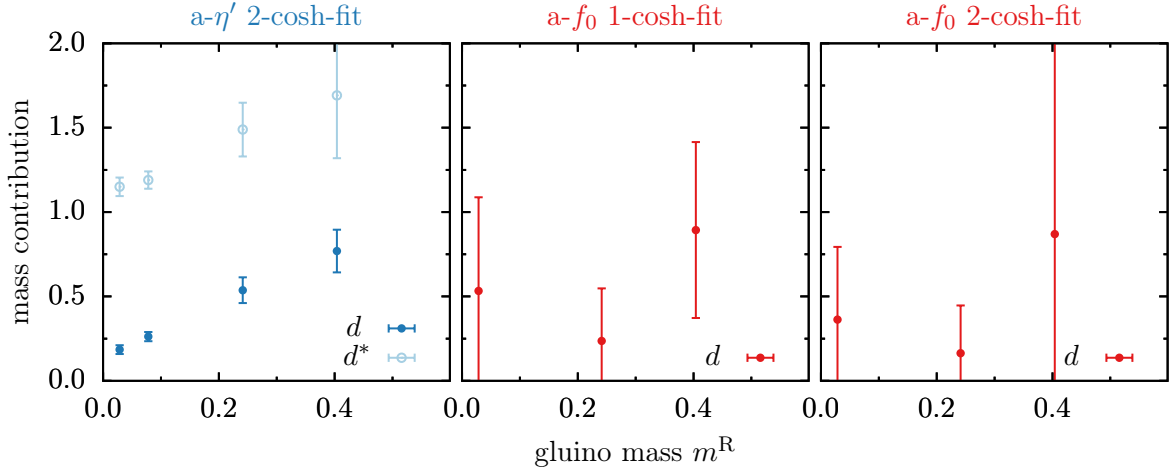 a-η′ 2-cosh-fit
a-f₀ 1-cosh-fit
a-f₀ 2-cosh-fit
mass contribution
2.0
1.5
1.0
0.5
0.0
d
d*
d
d
0.0 0.2 0.4
0.0 0.2 0.4
0.0 0.2 0.4
gluino mass mᴿ